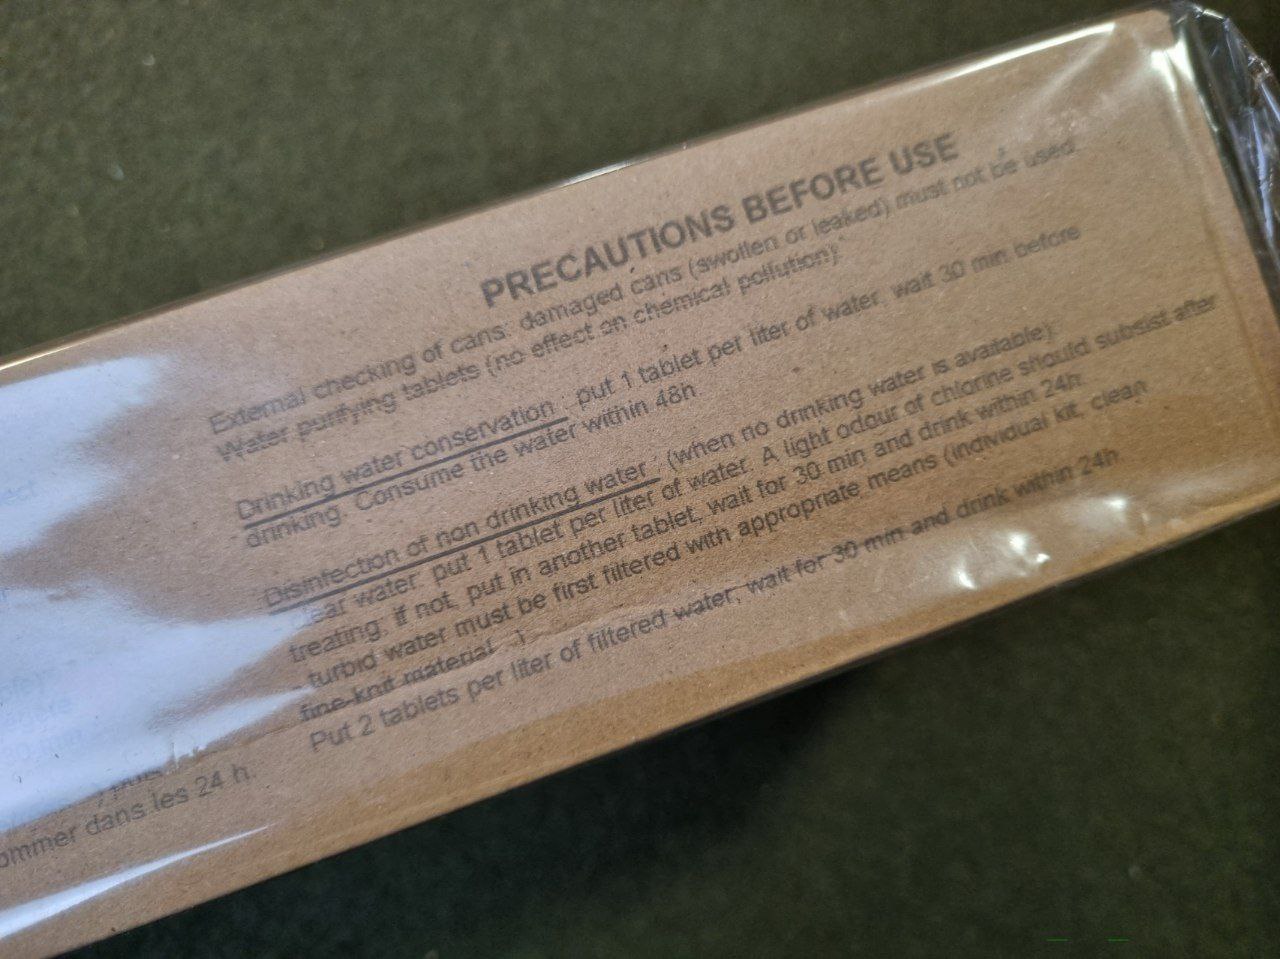 PRECAUTIONS BEFORE USE
External checking of cans: damaged cans (swollen or leaked) must not be used.
Water purifying tablets (no effect on chemical pollution):
Drinking water conservation : put 1 tablet per liter of water, wait 30 min before
drinking. Consume the water within 48h.
Disinfection of non drinking water : (when no drinking water is available):
ear water: put 1 tablet per liter of water. A light odour of chlorine should subsist after
treating, if not, put in another tablet, wait for 30 min and drink within 24h.
turbid water must be first filtered with appropriate means (individual kit, clean
fine-knit material...)
Put 2 tablets per liter of filtered water, wait for 30 min and drink within 24h.
ommer dans les 24 h.